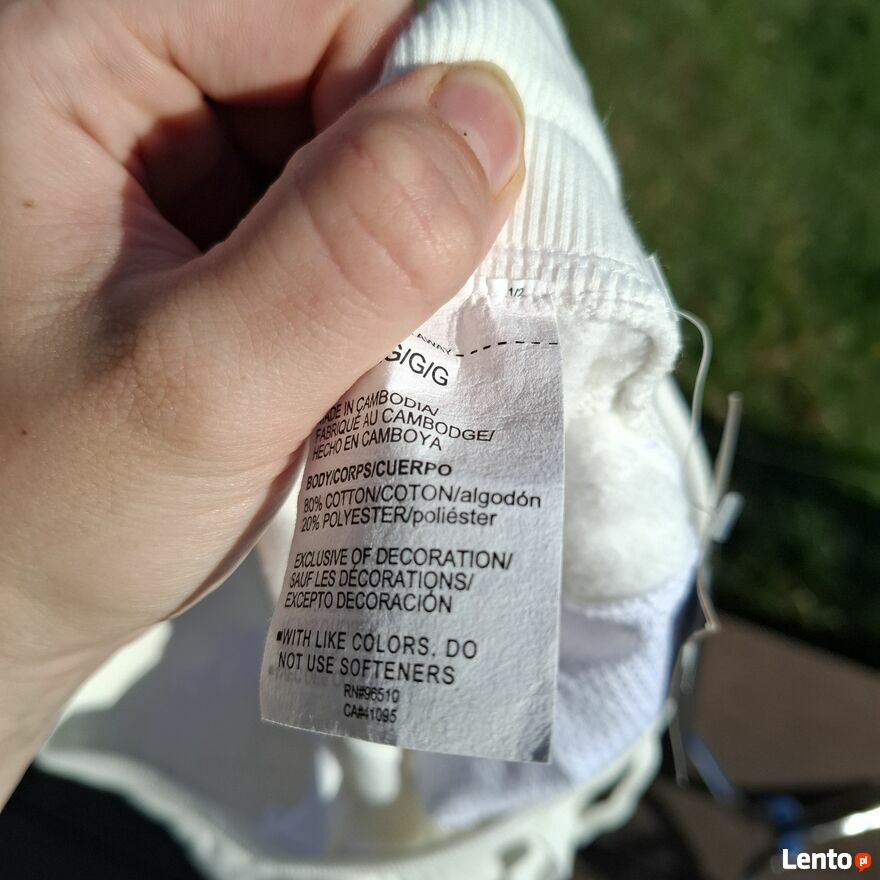 1/2
G/G/G
MADE IN CAMBODIA/
FABRIQUÉ AU CAMBODGE/
HECHO EN CAMBOYA
BODY/CORPS/CUERPO
80% COTTON/COTON/algodón
20% POLYESTER/poliéster
EXCLUSIVE OF DECORATION/
SAUF LES DÉCORATIONS/
EXCEPTO DECORACIÓN
▪WITH LIKE COLORS. DO
NOT USE SOFTENERS
RN#96510
CA#41095
Lento pl